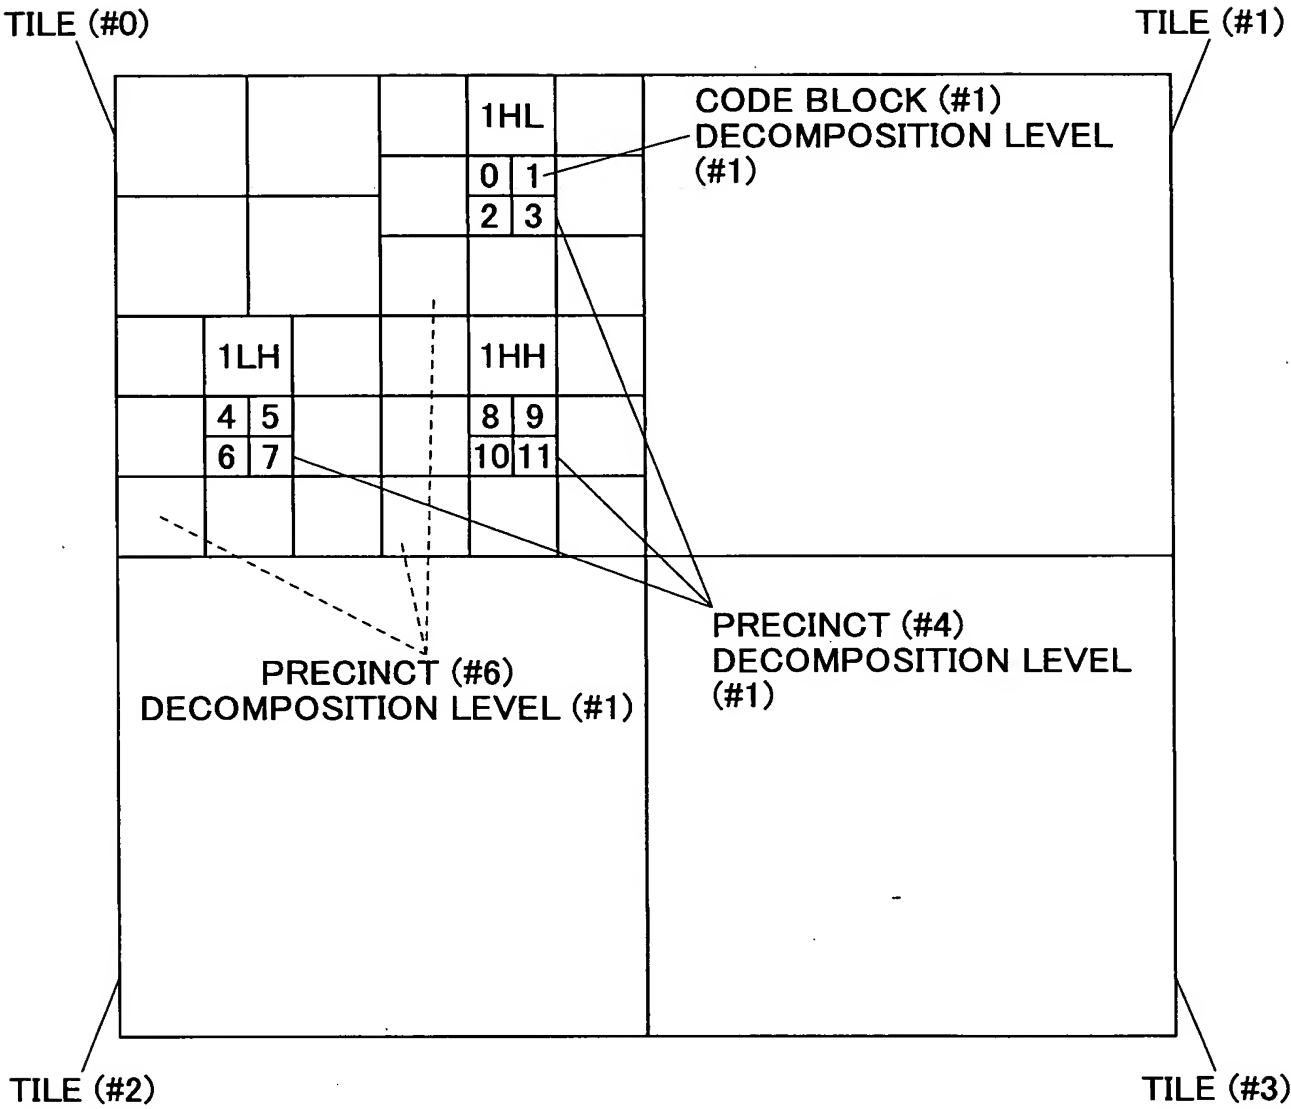 TILE (#0)
TILE (#1)
1HL
CODE BLOCK (#1)
DECOMPOSITION LEVEL
(#1)
0 1
2 3
1LH
1HH
4 5
8 9
6 7
10 11
PRECINCT (#4)
DECOMPOSITION LEVEL
(#1)
PRECINCT (#6)
DECOMPOSITION LEVEL (#1)
TILE (#2)
TILE (#3)